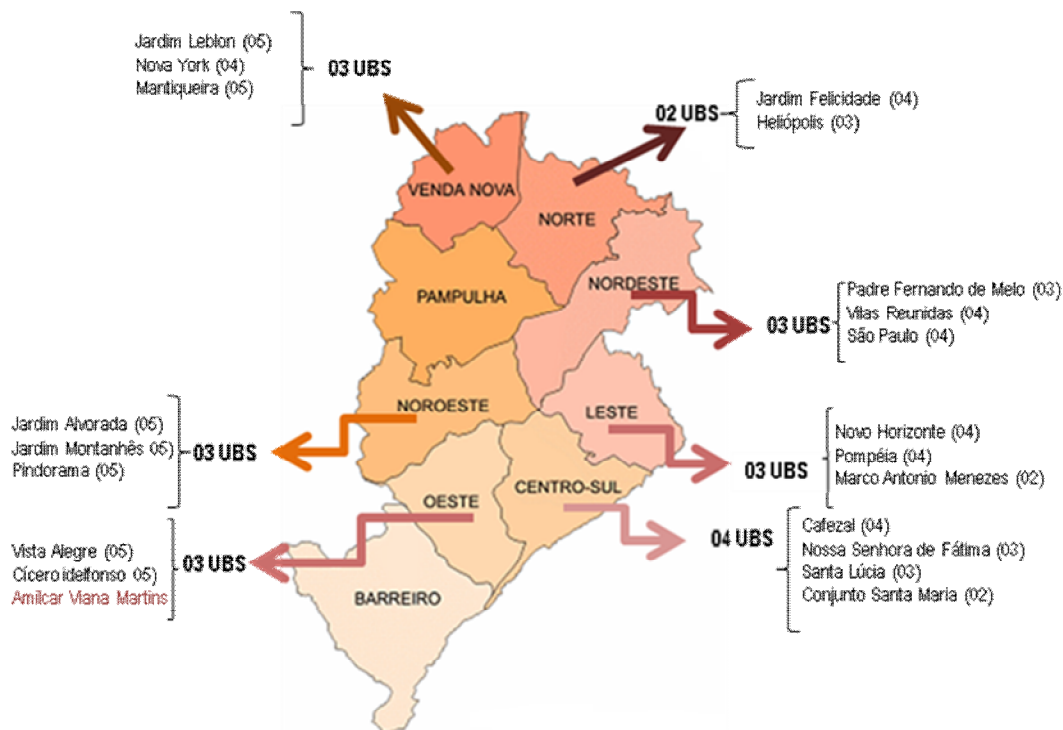 Jardim Leblon (05)
Nova York (04)
Mantiqueira (05)
03 UBS
02 UBS
Jardim Felicidade (04)
Heliópolis (03)
VENDA NOVA
NORTE
NORDESTE
PAMPULHA
03 UBS
Padre Fernando de Melo (03)
Vilas Reunidas (04)
São Paulo (04)
Jardim Alvorada (05)
Jardim Montanhês 05)
Pindorama (05)
03 UBS
NOROESTE
LESTE
03 UBS
Novo Horizonte (04)
Pompéia (04)
Marco Antonio Menezes (02)
OESTE
CENTRO-SUL
04 UBS
Cafezal (04)
Nossa Senhora de Fátima (03)
Santa Lúcia (03)
Conjunto Santa Maria (02)
Vista Alegre (05)
Cícero idelfonso 05)
Amilcar Viana Martins
03 UBS
BARREIRO